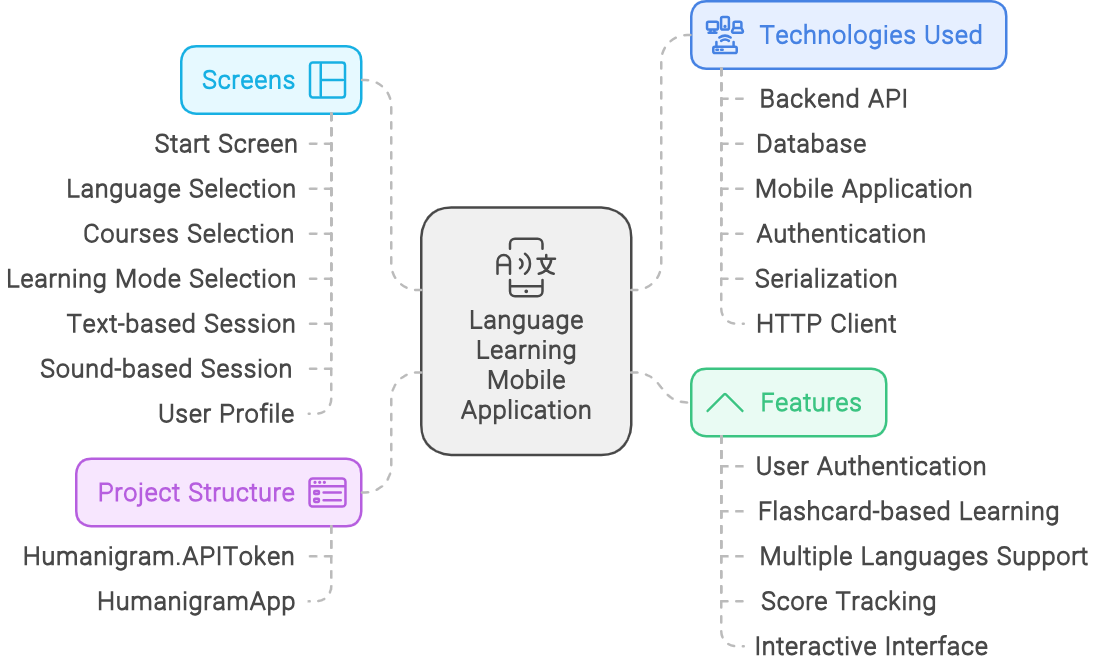 Screens
Start Screen
Language Selection
Courses Selection
Learning Mode Selection
Text-based Session
Sound-based Session
User Profile
Project Structure
Humanigram.APIToken
HumanigramApp
A 文
Language
Learning
Mobile
Application
Technologies Used
Backend API
Database
Mobile Application
Authentication
Serialization
HTTP Client
Features
User Authentication
Flashcard-based Learning
Multiple Languages Support
Score Tracking
Interactive Interface